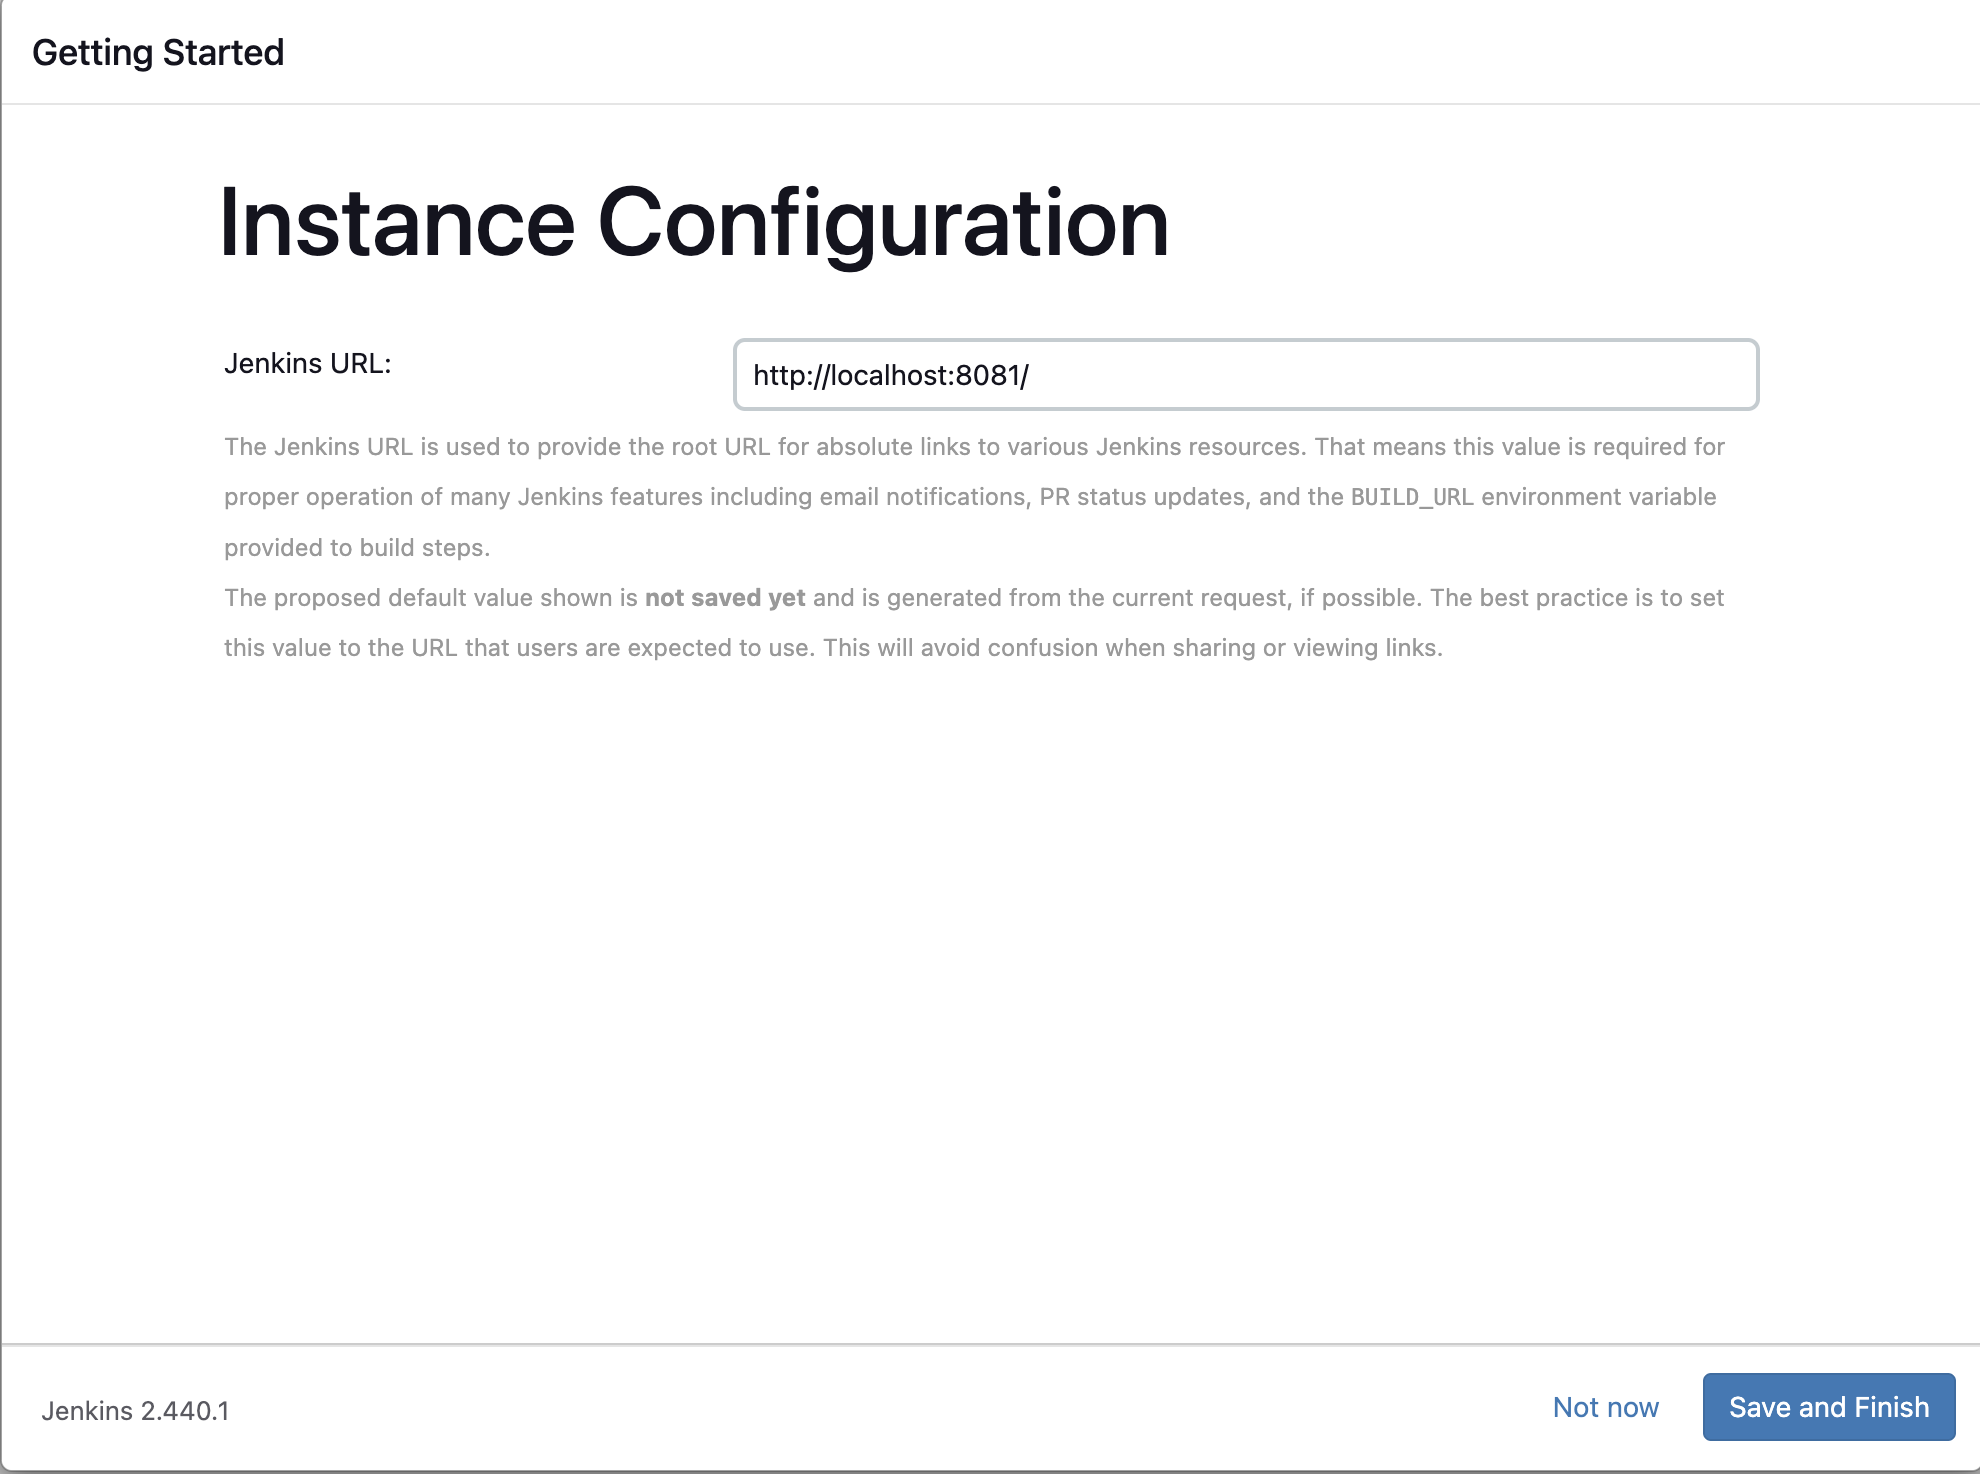 Getting Started
Instance Configuration
Jenkins URL:
http://localhost:8081/
The Jenkins URL is used to provide the root URL for absolute links to various Jenkins resources. That means this value is required for
proper operation of many Jenkins features including email notifications, PR status updates, and the BUILD_URL environment variable
provided to build steps.
The proposed default value shown is not saved yet and is generated from the current request, if possible. The best practice is to set
this value to the URL that users are expected to use. This will avoid confusion when sharing or viewing links.
Jenkins 2.440.1
Not now
Save and Finish